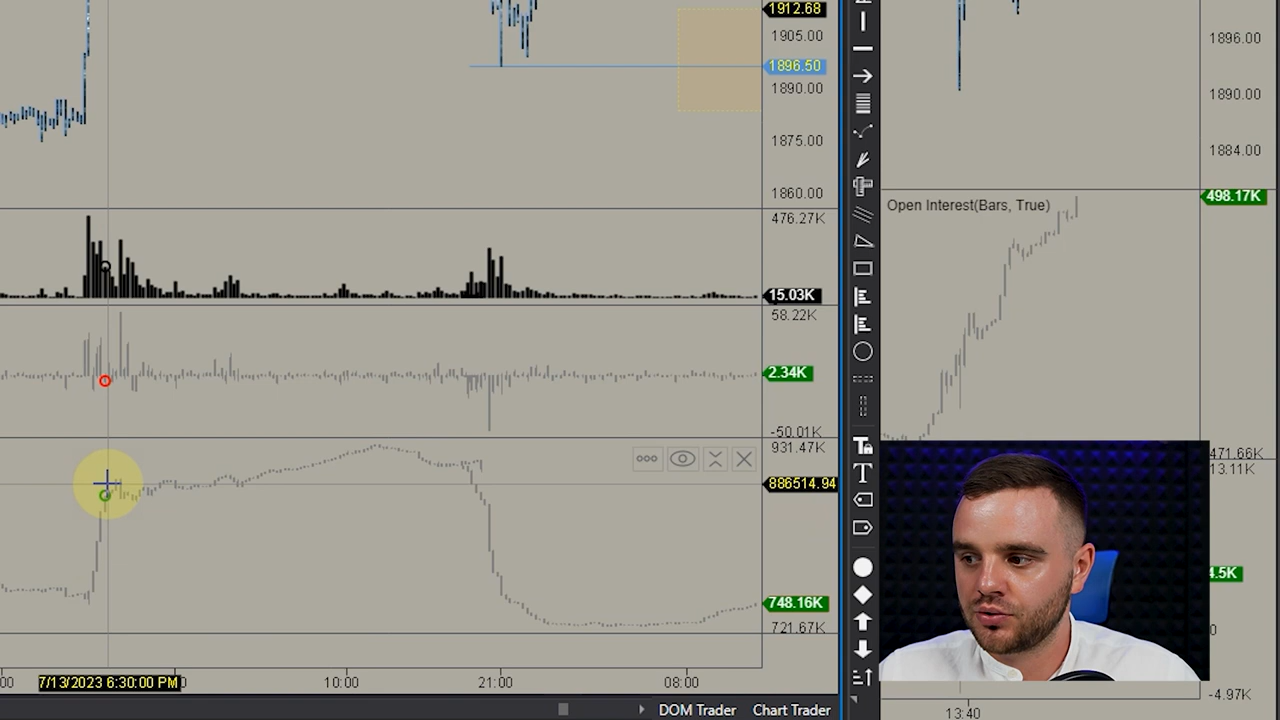 1912.68
1905.00
1896.50
1890.00
1875.00
1860.00
476.27K
15.03K
58.22K
2.34K
-50.01K
931.47K
886514.94
748.16K
721.67K
7/13/2023 6:30:00 PM
10:00
21:00
08:00
DOM Trader
Chart Trader
T
T
1896.00
1890.00
1884.00
498.17K
Open Interest(Bars, True)
471.66K
13.11K
4.5K
0
-4.97K
13:40